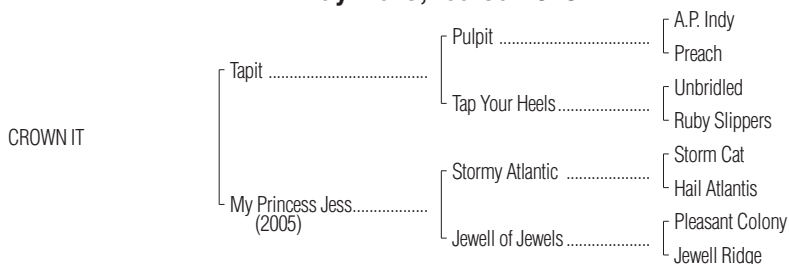 Pulpit ........................................ A.P. Indy
Preach
Tapit ..........................................
Tap Your Heels........................ Unbridled
Ruby Slippers
CROWN IT
Stormy Atlantic ...................... Storm Cat
Hail Atlantis
My Princess Jess....................
(2005)
Jewell of Jewels...................... Pleasant Colony
Jewell Ridge